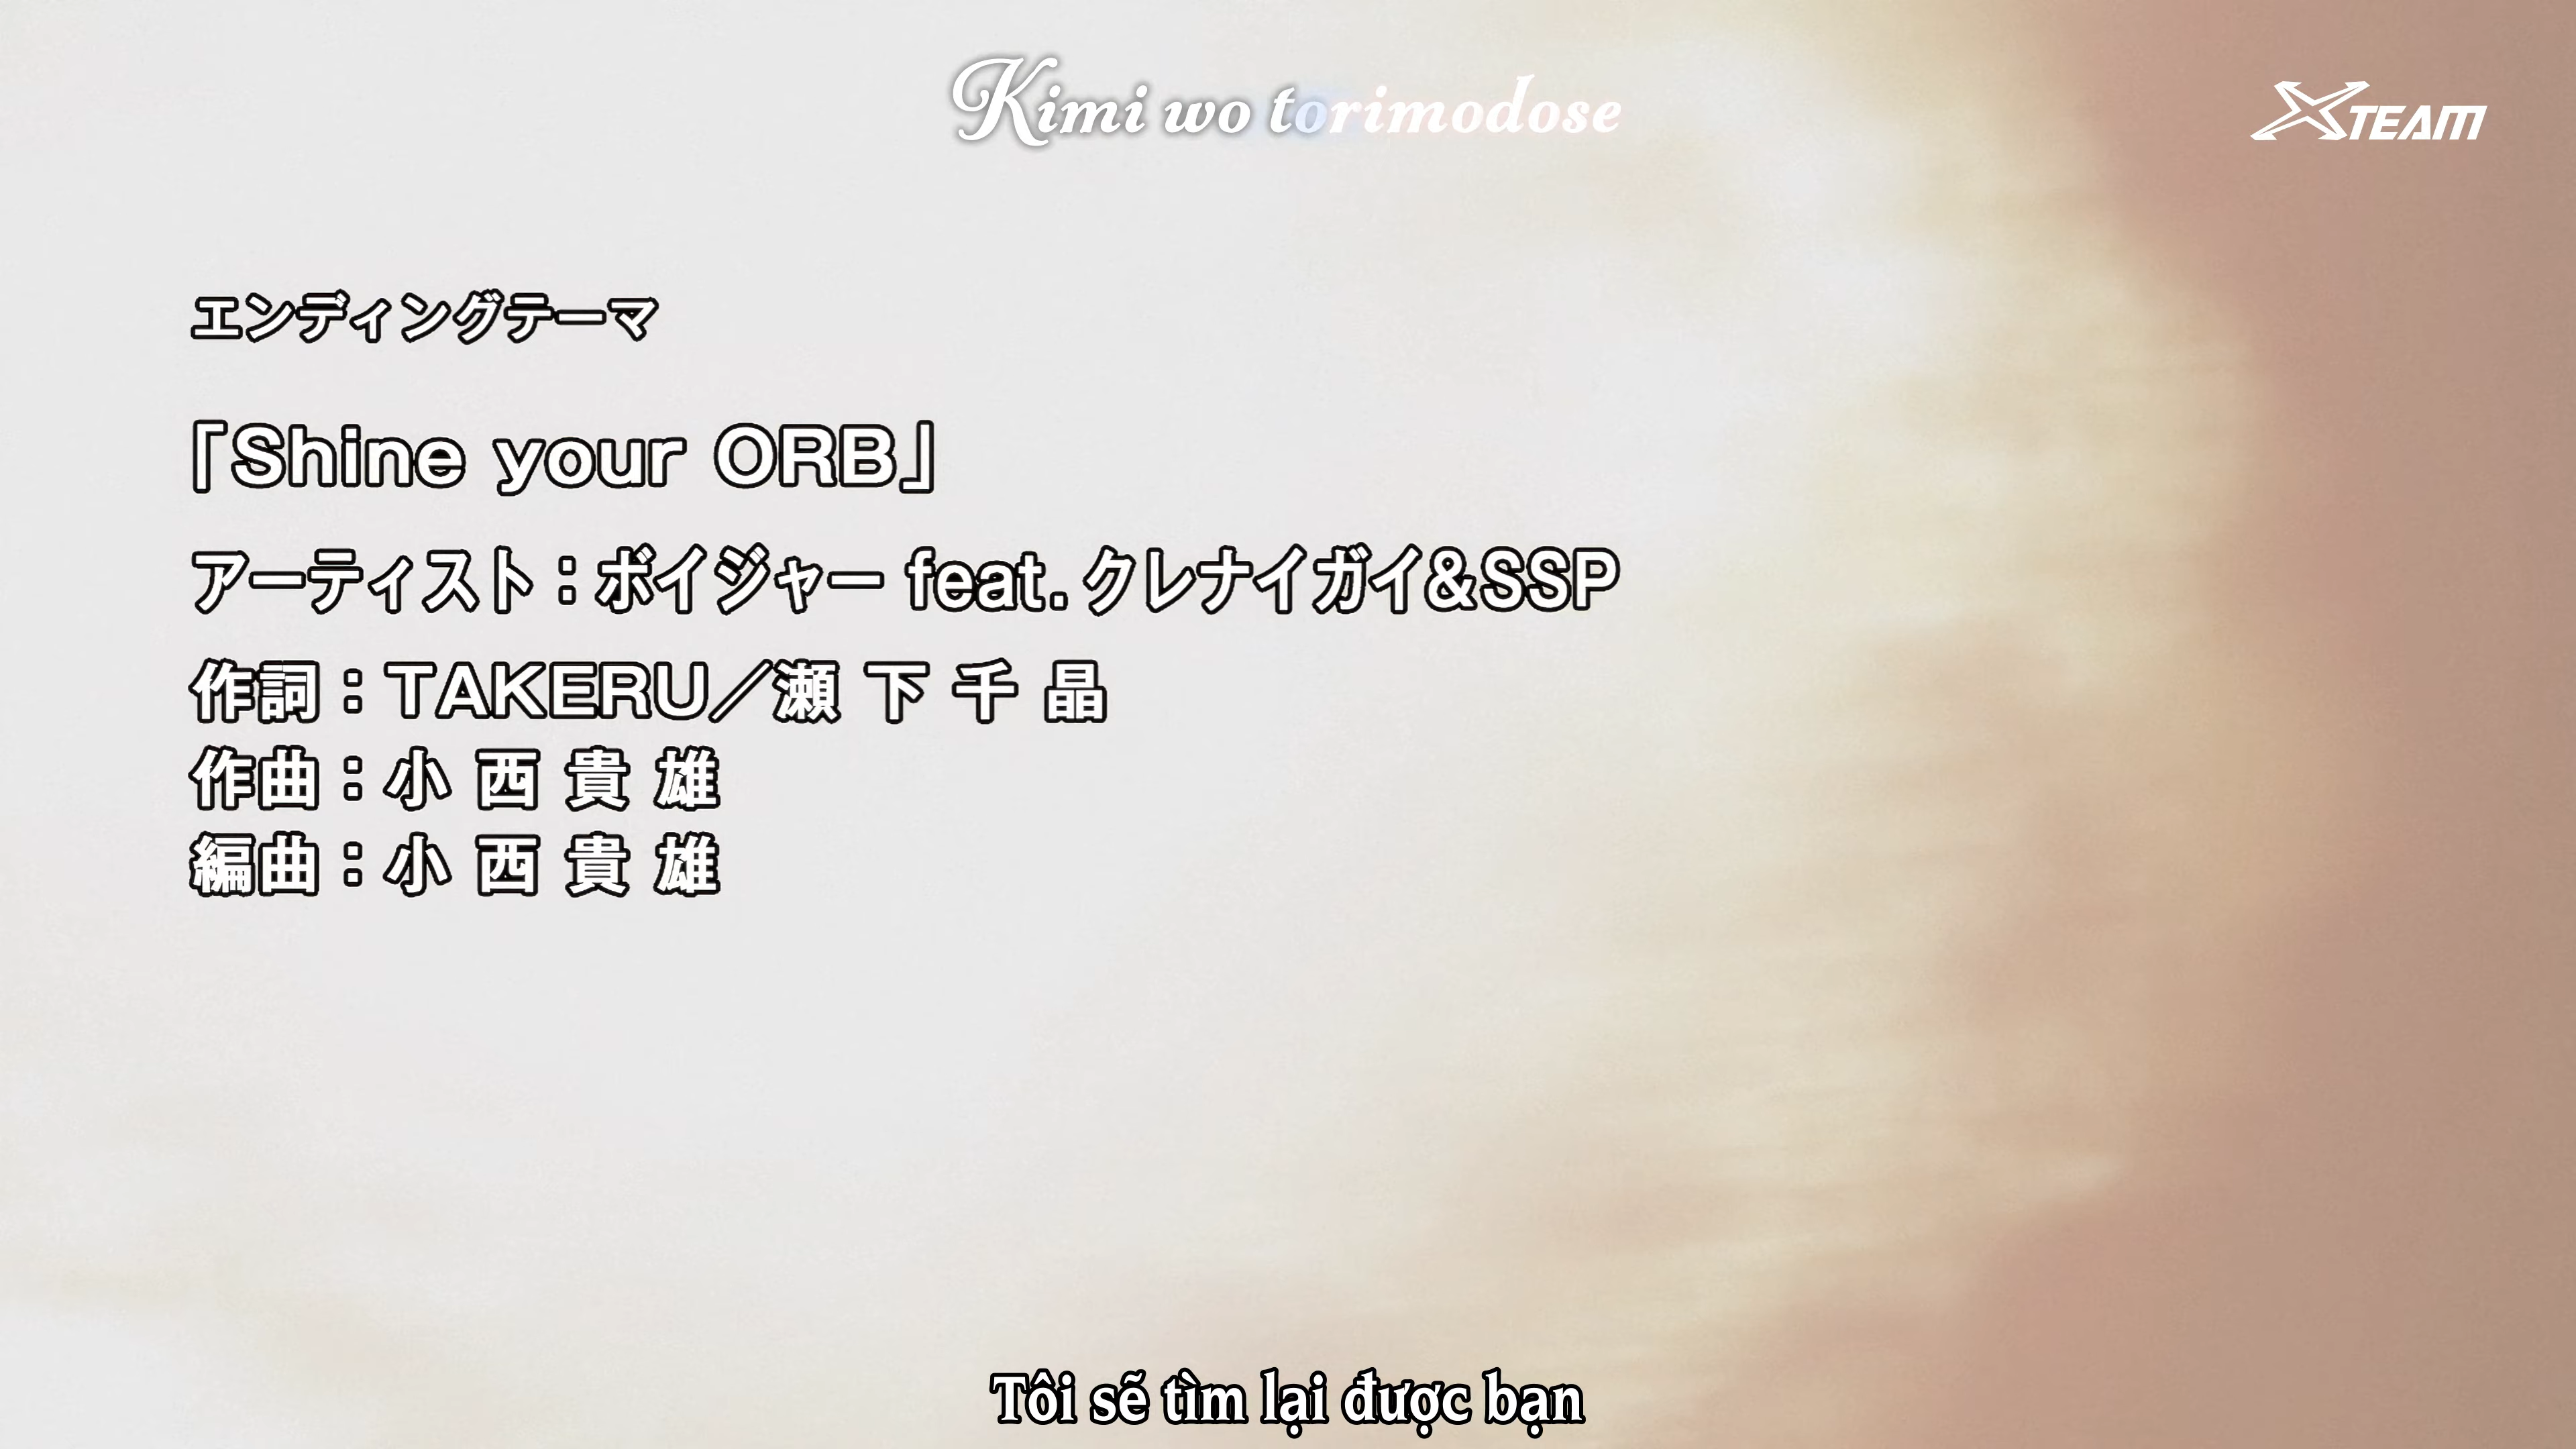 Kimi wo torimodose
XTEAM
エンディングテーマ
「Shine your ORB」
アーティスト：ボイジャー feat.クレナイガイ&SSP
作詞：TAKERU／瀬下千晶
作曲：小西貴雄
編曲：小西貴雄
Tôi sẽ tìm lại được bạn